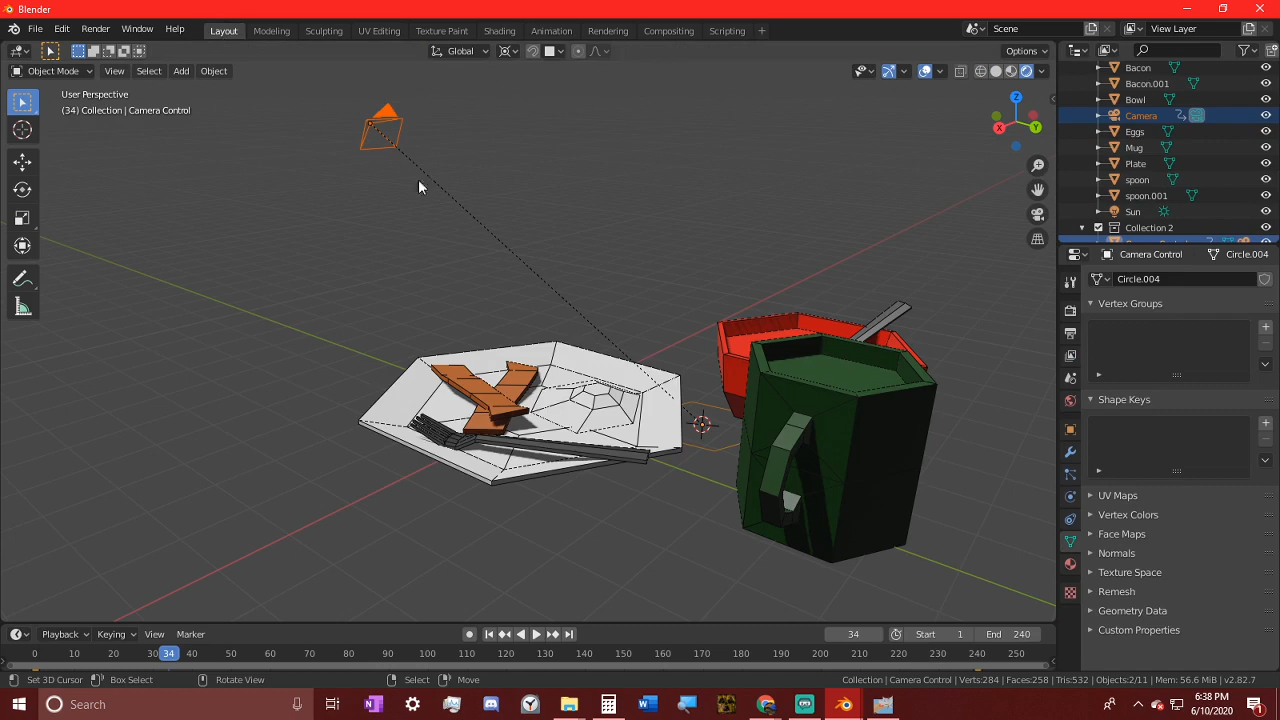 Blender
File Edit Render Window Help Layout Modeling Sculpting UV Editing Texture Paint Shading Animation Rendering Compositing Scripting + Scene View Layer
Global Options
Object Mode View Select Add Object
User Perspective
(34) Collection | Camera Control
X Y Z
Bacon
Bacon.001
Bowl
Camera
Eggs
Mug
Plate
spoon
spoon.001
Sun
Collection 2
Camera Control Circle.004
Circle.004
Vertex Groups
Shape Keys
UV Maps
Vertex Colors
Face Maps
Normals
Texture Space
Remesh
Geometry Data
Custom Properties
Playback Keying View Marker 34 Start 1 End 240
0 10 20 30 34 40 50 60 70 80 90 100 110 120 130 140 150 160 170 180 190 200 210 220 230 240 250
Set 3D Cursor Box Select Rotate View Select Move Collection | Camera Control | Verts:284 | Faces:258 | Tris:532 | Objects:2/11 | Mem: 56.6 MiB | v2.82.7
Search
6:38 PM
6/10/2020